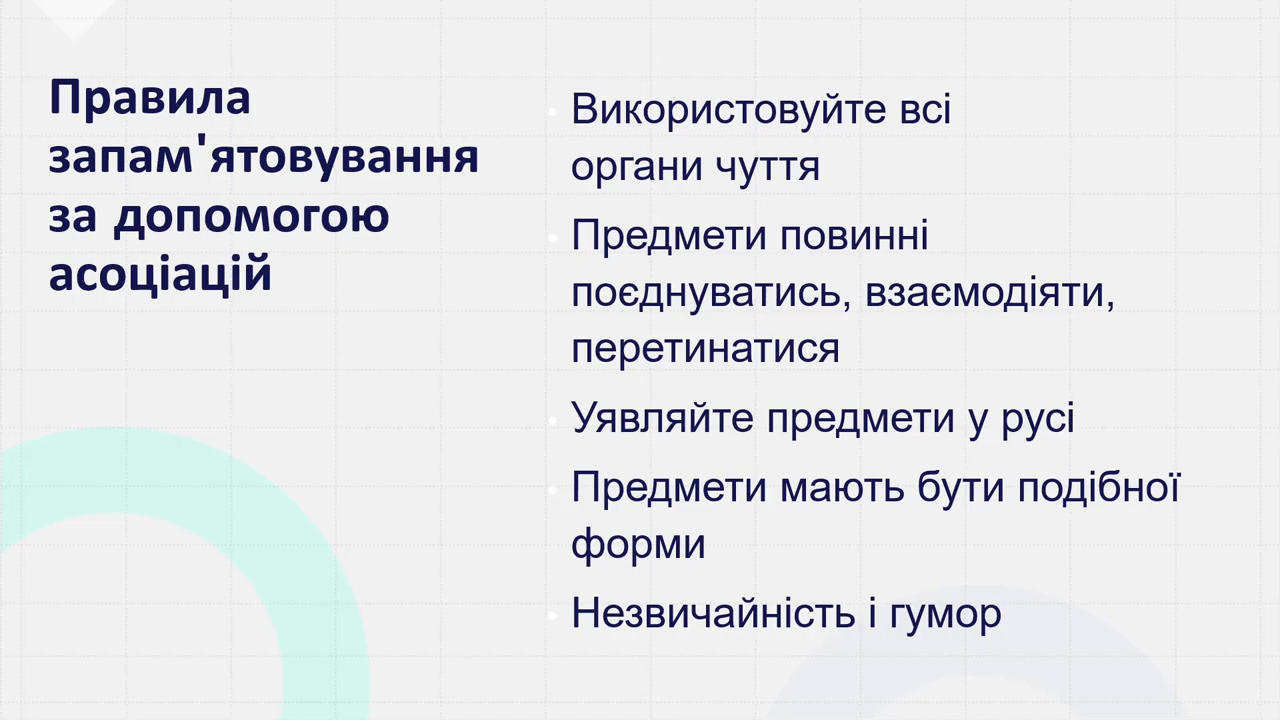 Правила
запам'ятовування
за допомогою
асоціацій
Використовуйте всі
органи чуття
Предмети повинні
поєднуватись, взаємодіяти,
перетинатися
Уявляйте предмети у русі
Предмети мають бути подібної
форми
Незвичайність і гумор